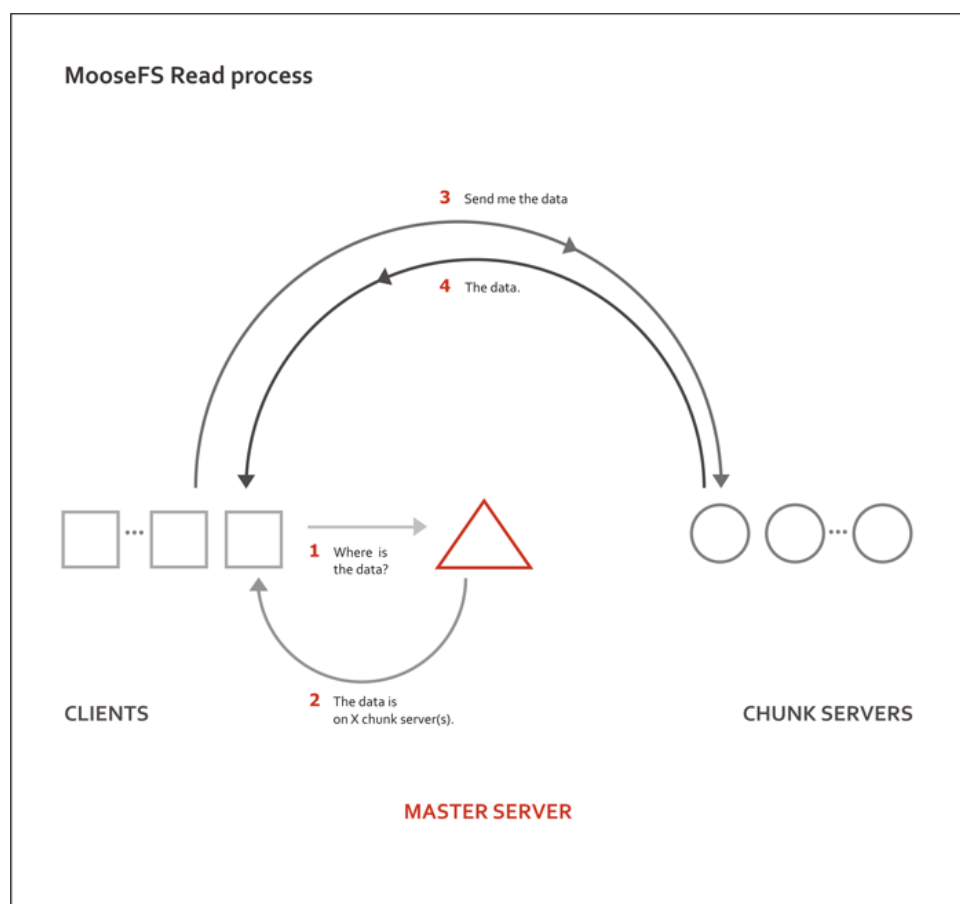 MooseFS Read process
3 Send me the data
4 The data.
1 Where is
the data?
2 The data is
on X chunk server(s).
CLIENTS
CHUNK SERVERS
MASTER SERVER